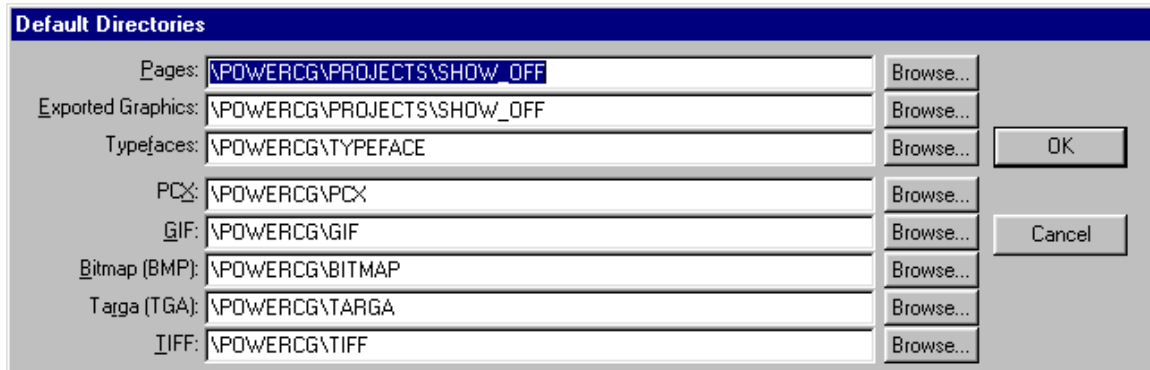 Default Directories
Pages: \POWERCG\PROJECTS\SHOW_OFF Browse...
Exported Graphics: \POWERCG\PROJECTS\SHOW_OFF Browse...
Typefaces: \POWERCG\TYPEFACE Browse... OK
PCX: \POWERCG\PCX Browse...
GIF: \POWERCG\GIF Browse... Cancel
Bitmap (BMP): \POWERCG\BITMAP Browse...
Targa (TGA): \POWERCG\TARGA Browse...
TIFF: \POWERCG\TIFF Browse...